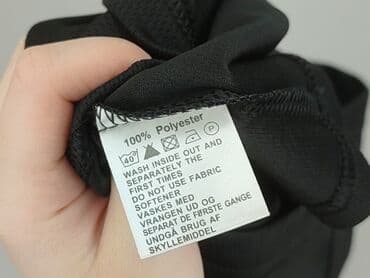 100% Polyester
40° P
WASH INSIDE OUT AND
SEPARATELY THE
FIRST TIMES
DO NOT USE FABRIC
SOFTENER
VASKES MED
VRANGEN UD OG
SEPARAT DE FØRSTE GANGE
UNDGÅ BRUG AF
SKYLLEMIDDEL